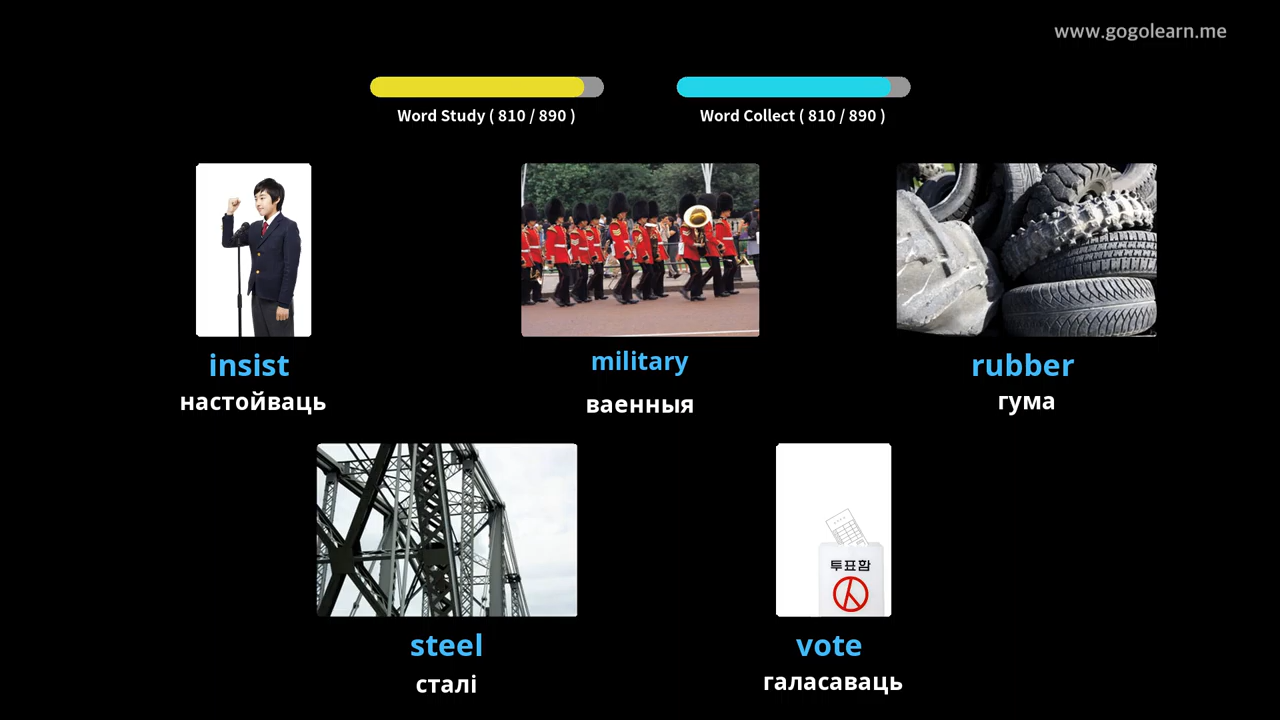 www.gogolearn.me
Word Study ( 810 / 890 )
Word Collect ( 810 / 890 )
insist
настойваць
military
ваенныя
rubber
гума
투표함
steel
сталі
vote
галасаваць